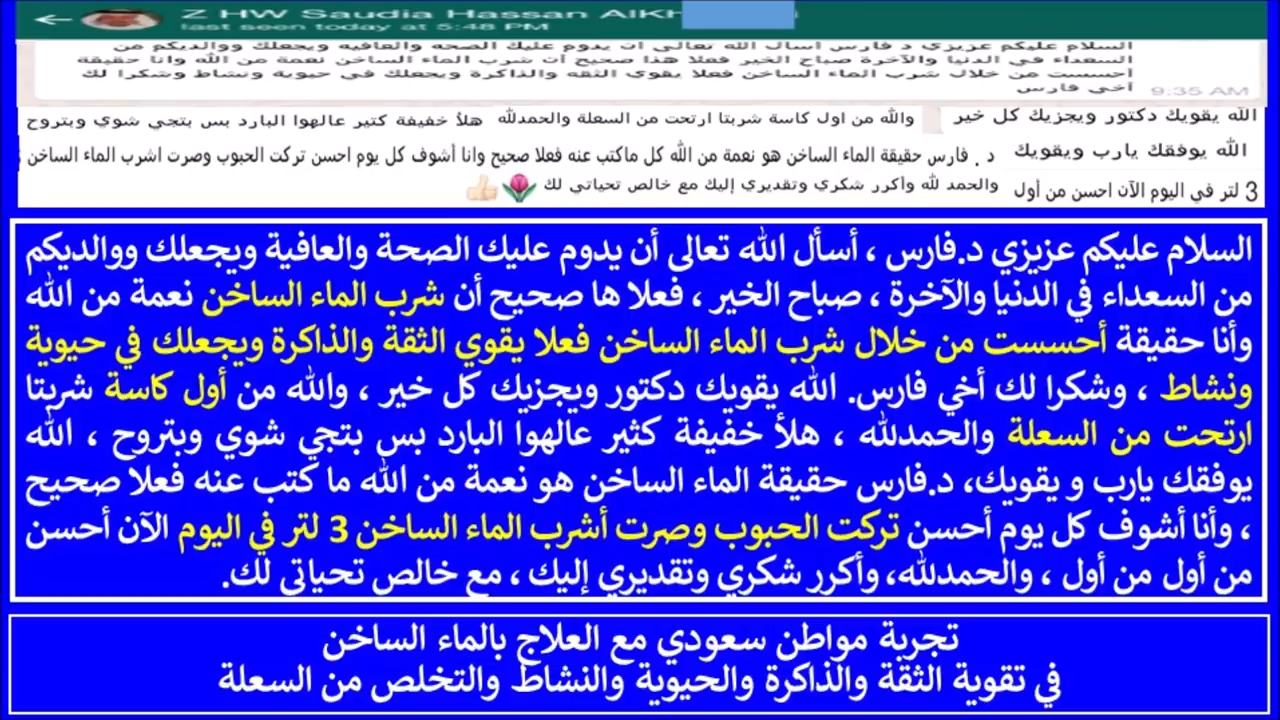 Z HW Saudia Hassan AlKH
last seen today at 5:48 PM
السلام عليكم عزيزي د فارس اسأل الله تعالى ان يدوم عليك الصحه والعافيه ويجعلك ووالديكم من
السعداء في الدنيا والآخرة صباح الخير فعلا هذا صحيح أن شرب الماء الساخن نعمة من الله وانا حقيقة
أحسست من خلال شرب الماء الساخن فعلا يقوي الثقه والذاكرة ويجعلك في حيوية ونشاط وشكرا لك
أخي فارس
9:35 AM
الله يقويك دكتور ويجزيك كل خير
والله من اول كاسة شربتا ارتحت من السعلة والحمدلله
هلأ خفيفة كتير عالهوا البارد بس بتجي شوي وبتروح
الله يوفقك يارب ويقويك
د . فارس حقيقة الماء الساخن هو نعمة من الله كل ماكتب عنه فعلا صحيح وانا أشوف كل يوم احسن تركت الحبوب وصرت اشرب الماء الساخن
3 لتر في اليوم الآن احسن من أول
والحمد لله وأكرر شكري وتقديري إليك مع خالص تحياتي لك 🌷👍🏻
السلام عليكم عزيزي د.فارس ، أسأل الله تعالى أن يدوم عليك الصحة والعافية ويجعلك ووالديكم
من السعداء في الدنيا والآخرة ، صباح الخير ، فعلا ها صحيح أن شرب الماء الساخن نعمة من الله
وأنا حقيقة أحسست من خلال شرب الماء الساخن فعلا يقوي الثقة والذاكرة ويجعلك في حيوية
ونشاط ، وشكرا لك أخي فارس. الله يقويك دكتور ويجزيك كل خير ، والله من أول كاسة شربتا
ارتحت من السعلة والحمدلله ، هلأ خفيفة كثير عالهوا البارد بس بتجي شوي وبتروح ، الله
يوفقك يارب و يقويك، د.فارس حقيقة الماء الساخن هو نعمة من الله ما كتب عنه فعلا صحيح
، وأنا أشوف كل يوم أحسن تركت الحبوب وصرت أشرب الماء الساخن 3 لتر في اليوم الآن أحسن
من أول من أول ، والحمدلله، وأكرر شكري وتقديري إليك ، مع خالص تحياتي لك.
تجربة مواطن سعودي مع العلاج بالماء الساخن
في تقوية الثقة والذاكرة والحيوية والنشاط والتخلص من السعلة